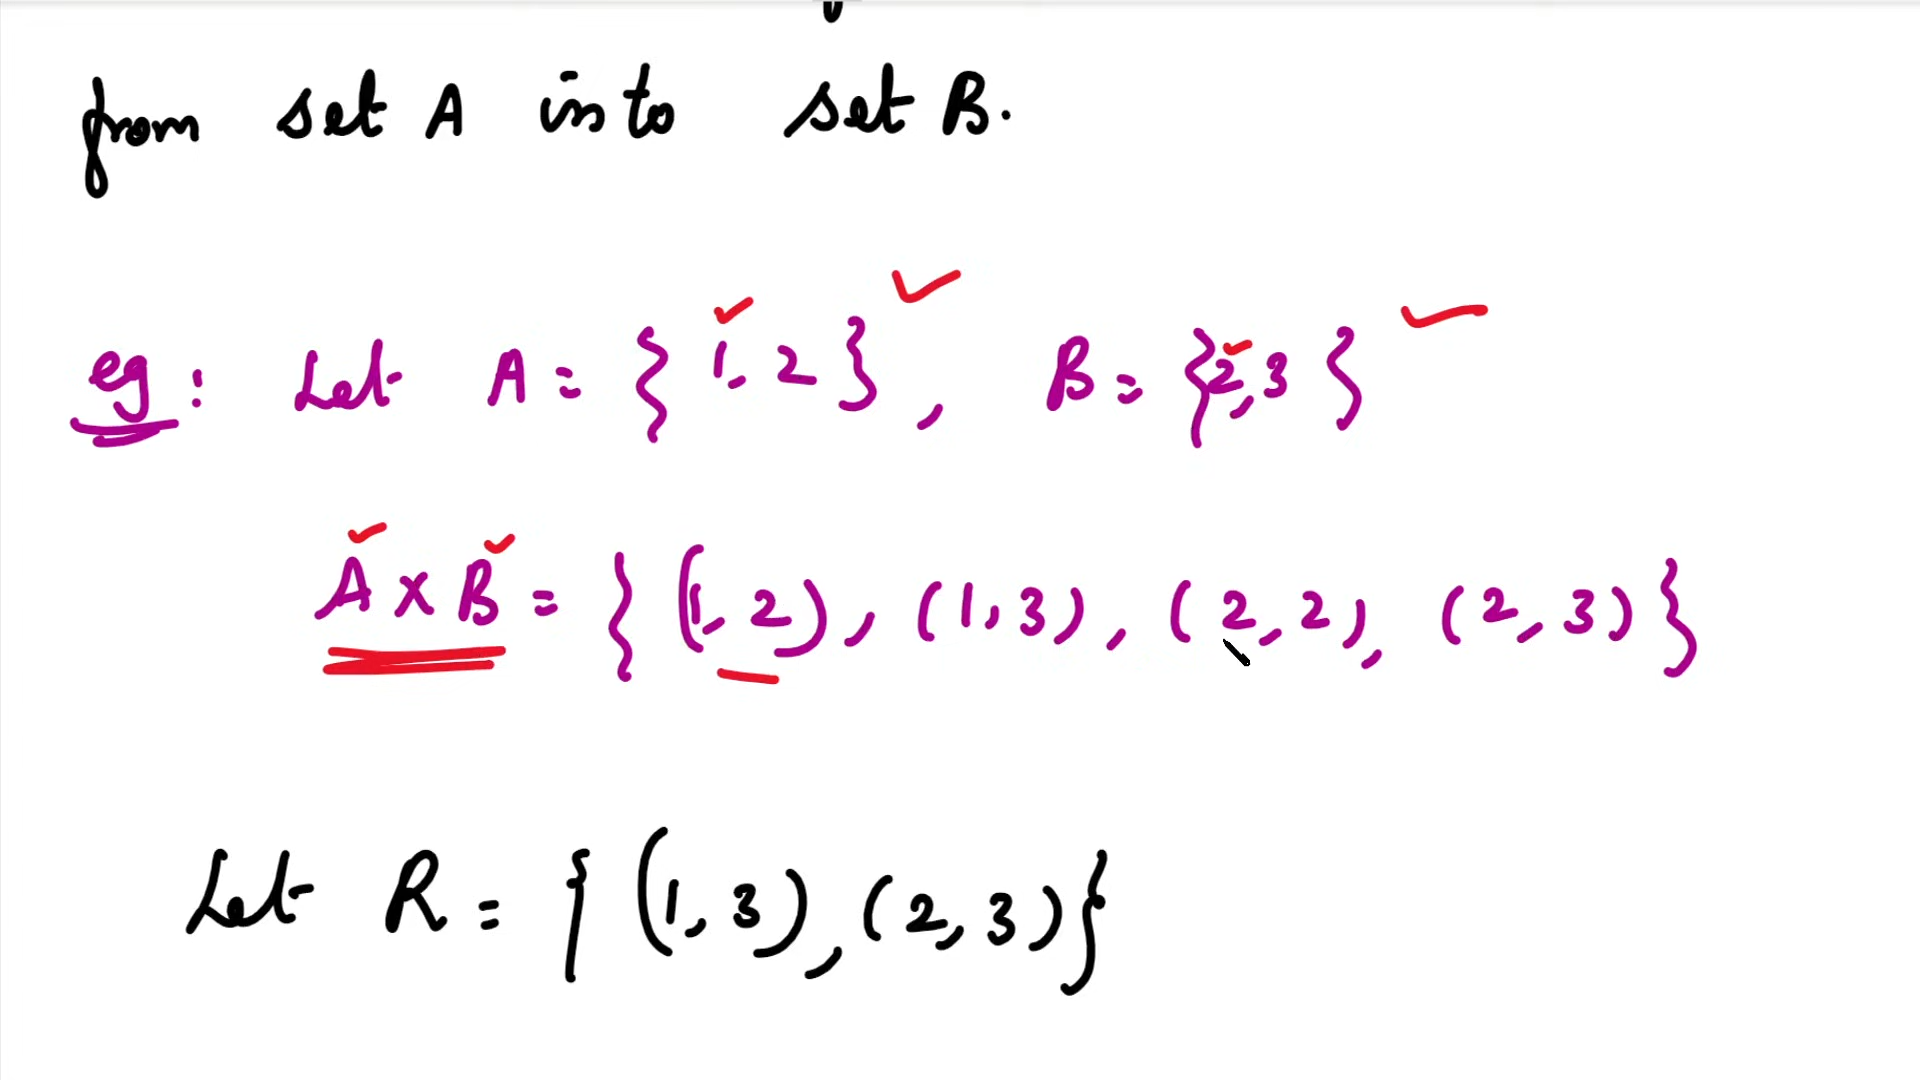 from set A into set B.
eg: Let A = { 1, 2 } , B = { 2, 3 }
A × B = { (1, 2), (1, 3), (2, 2), (2, 3) }
Let R = { (1, 3), (2, 3) }